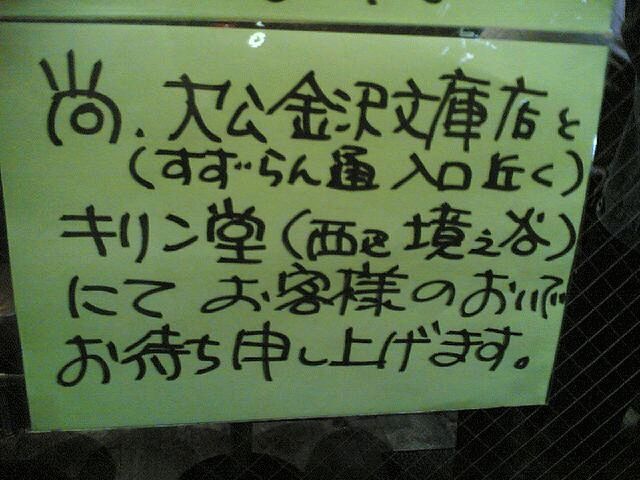 尚、大公金沢文庫店と
(すずらん通入口近く)
キリン堂(西区境之谷)
にて お客様のおいで
お待ち申し上げます。